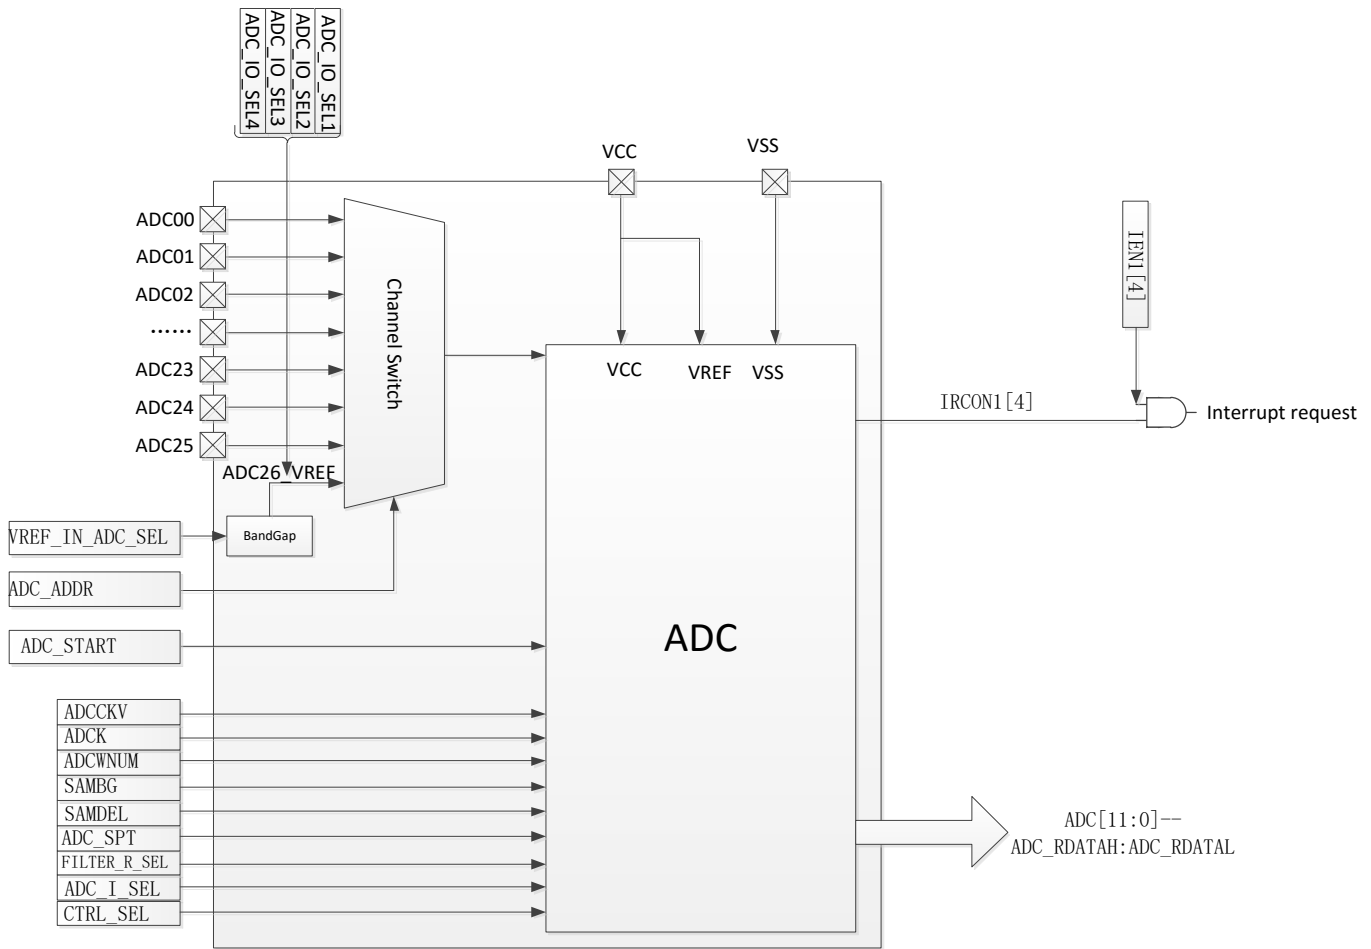 ADC_IO_SEL1
ADC_IO_SEL2
ADC_IO_SEL3
ADC_IO_SEL4
VCC
VSS
ADC00
ADC01
ADC02
……
ADC23
ADC24
ADC25
ADC26_VREF
Channel Switch
VCC
VREF
VSS
IEN1[4]
IRCON1[4]
Interrupt request
VREF_IN_ADC_SEL
BandGap
ADC_ADDR
ADC_START
ADC
ADCCKV
ADCK
ADCWNUM
SAMBG
SAMDEL
ADC_SPT
FILTER_R_SEL
ADC_I_SEL
CTRL_SEL
ADC[11:0]--
ADC_RDATAH:ADC_RDATAL